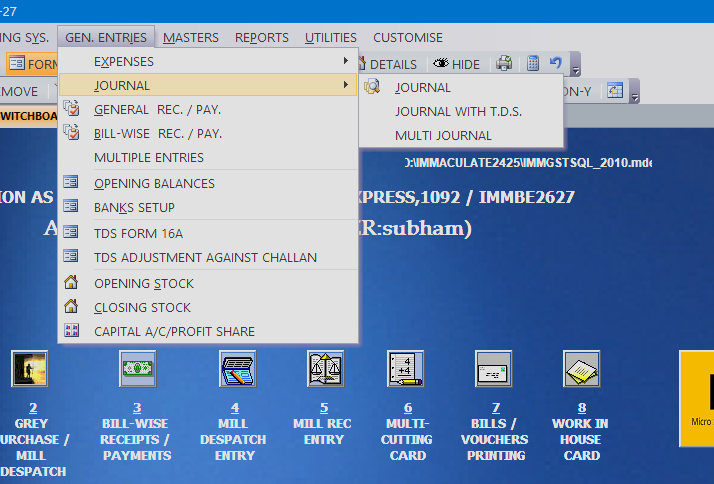 -27
NG SYS. GEN. ENTRIES MASTERS REPORTS UTILITIES CUSTOMISE
FORM DETAILS HIDE
EMOVE ON-Y
WITCHBOA
EXPENSES
JOURNAL
GENERAL REC. / PAY.
BILL-WISE REC. / PAY.
MULTIPLE ENTRIES
OPENING BALANCES
BANKS SETUP
TDS FORM 16A
TDS ADJUSTMENT AGAINST CHALLAN
OPENING STOCK
CLOSING STOCK
CAPITAL A/C/PROFIT SHARE
JOURNAL
JOURNAL WITH T.D.S.
MULTI JOURNAL
:\IMMACULATE2425\IMMGSTSQL_2010.mde
ION AS XPRESS,1092 / IMMBE2627
A ER:subham)
2
GREY
URCHASE /
MILL
DESPATCH
3
BILL-WISE
RECEIPTS /
PAYMENTS
4
MILL
DESPATCH
ENTRY
5
MILL REC
ENTRY
6
MULTI-
CUTTING
CARD
7
BILLS /
VOUCHERS
PRINTING
8
WORK IN
HOUSE
CARD
Micro